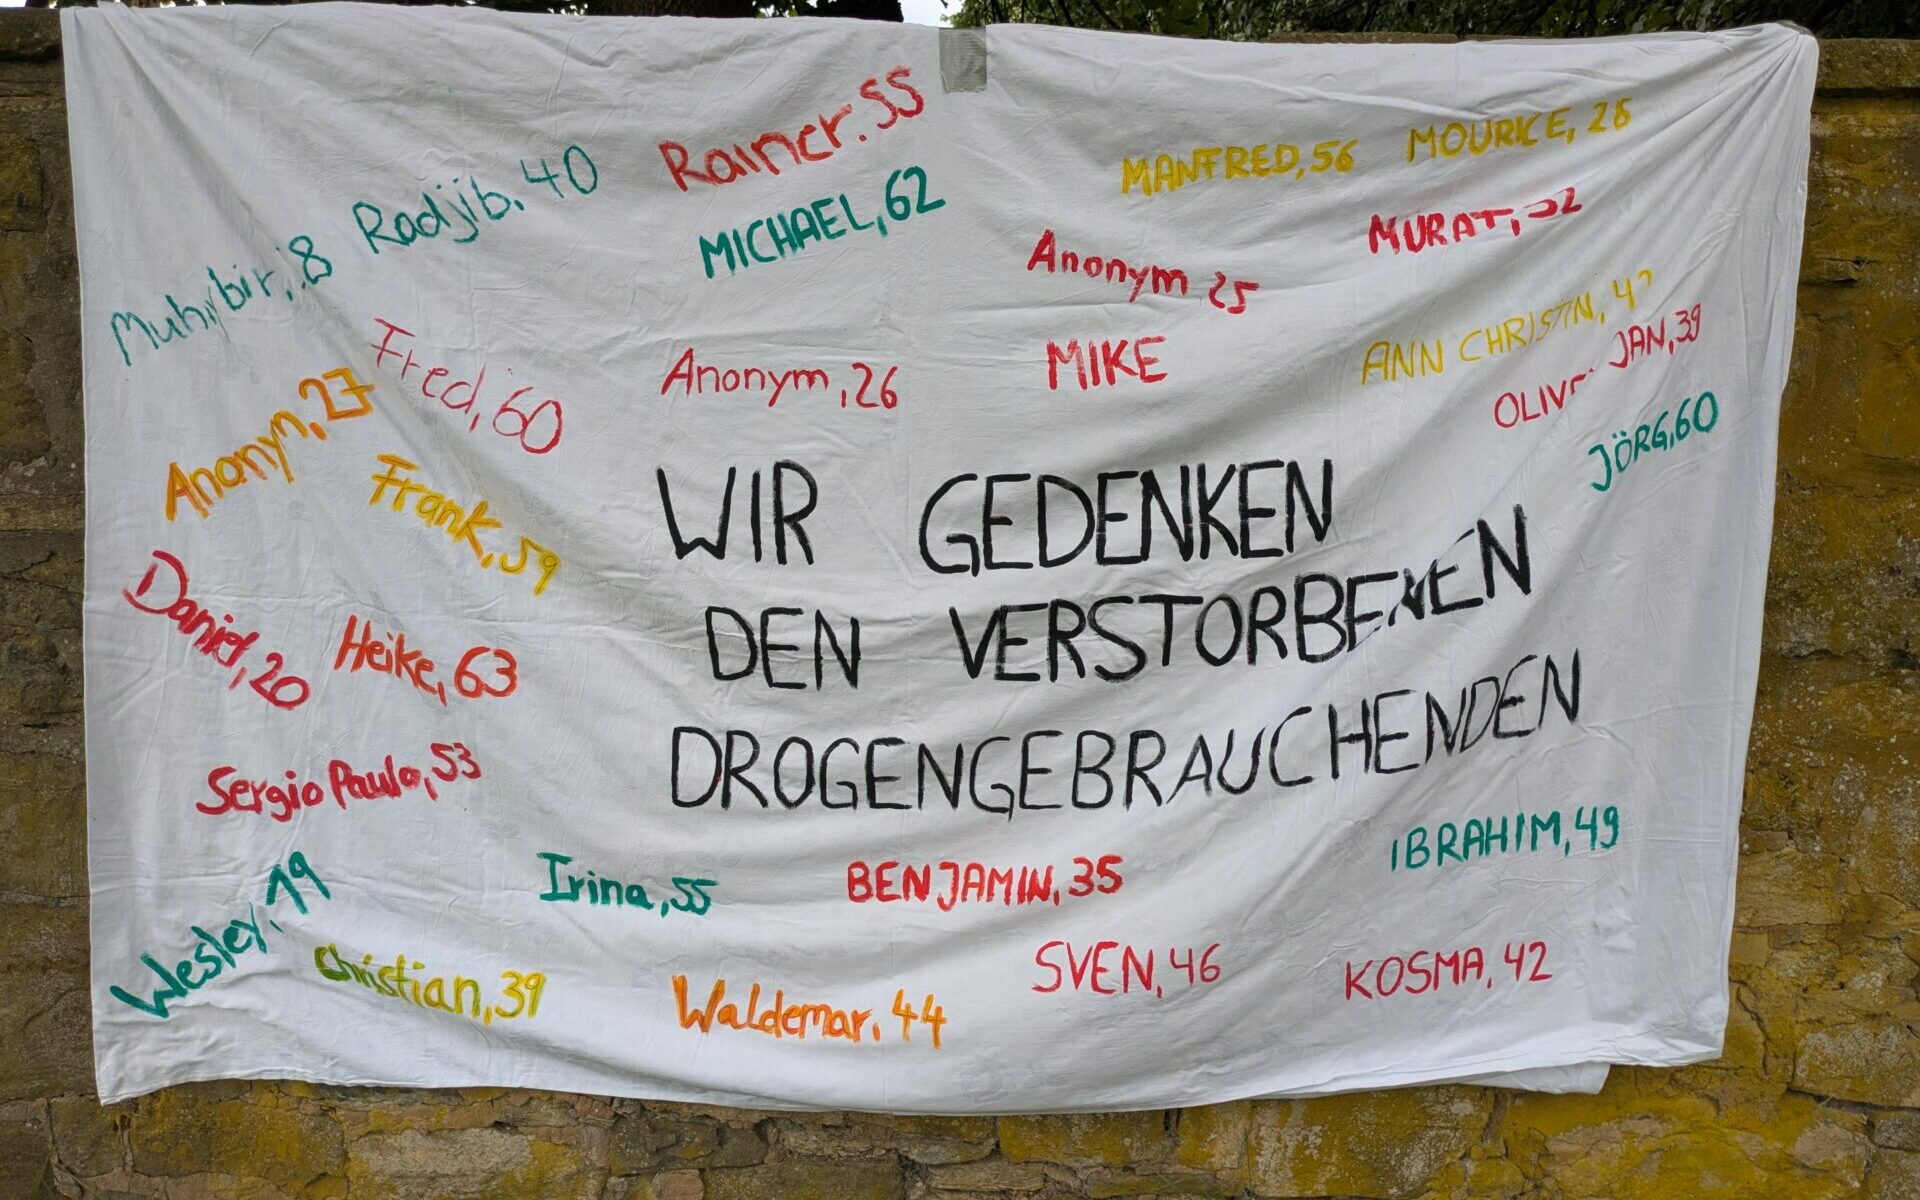 Rainer. 55
MANFRED, 56
MOURICE, 28
Radjib, 40
MICHAEL, 62
MURAT,
Muhybir,
Anonym 25
Fred, 60
Anonym, 26
MIKE
ANN CHRISTIN,
JAN, 39
Anonym, 27
JÖRG, 60
Frank, 59
WIR GEDENKEN
DEN VERSTORBENEN
DROGENGEBRAUCHENDEN
Daniel, 20
Heike, 63
Sergio Paulo, 53
IBRAHIM, 49
Wesley, 19
Irina, 55
BENJAMIN, 35
Christian, 39
Waldemar. 44
SVEN, 46
KOSMA, 42